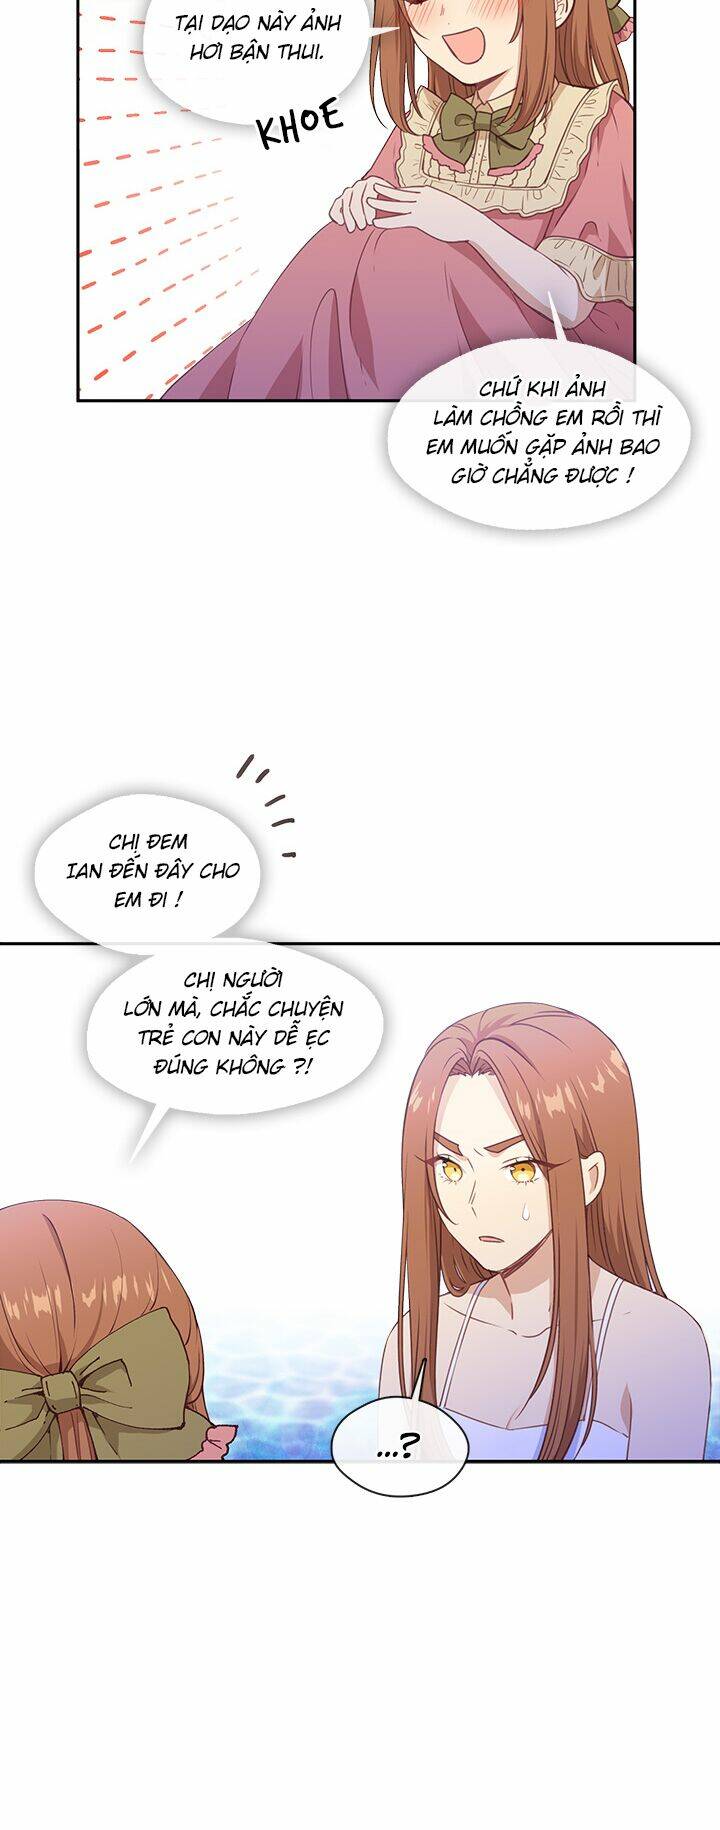 TẠI DẠO NÀY ẢNH
HƠI BẬN THUI.
KHOE
CHỨ KHI ẢNH
LÀM CHỒNG EM RỒI THÌ
EM MUỐN GẶP ẢNH BAO
GIỜ CHẲNG ĐƯỢC !
CHỊ ĐEM
IAN ĐẾN ĐÂY CHO
EM ĐI !
CHỊ NGƯỜI
LỚN MÀ, CHẮC CHUYỆN
TRẺ CON NÀY DỄ ẸC
ĐÚNG KHÔNG ?!
...?